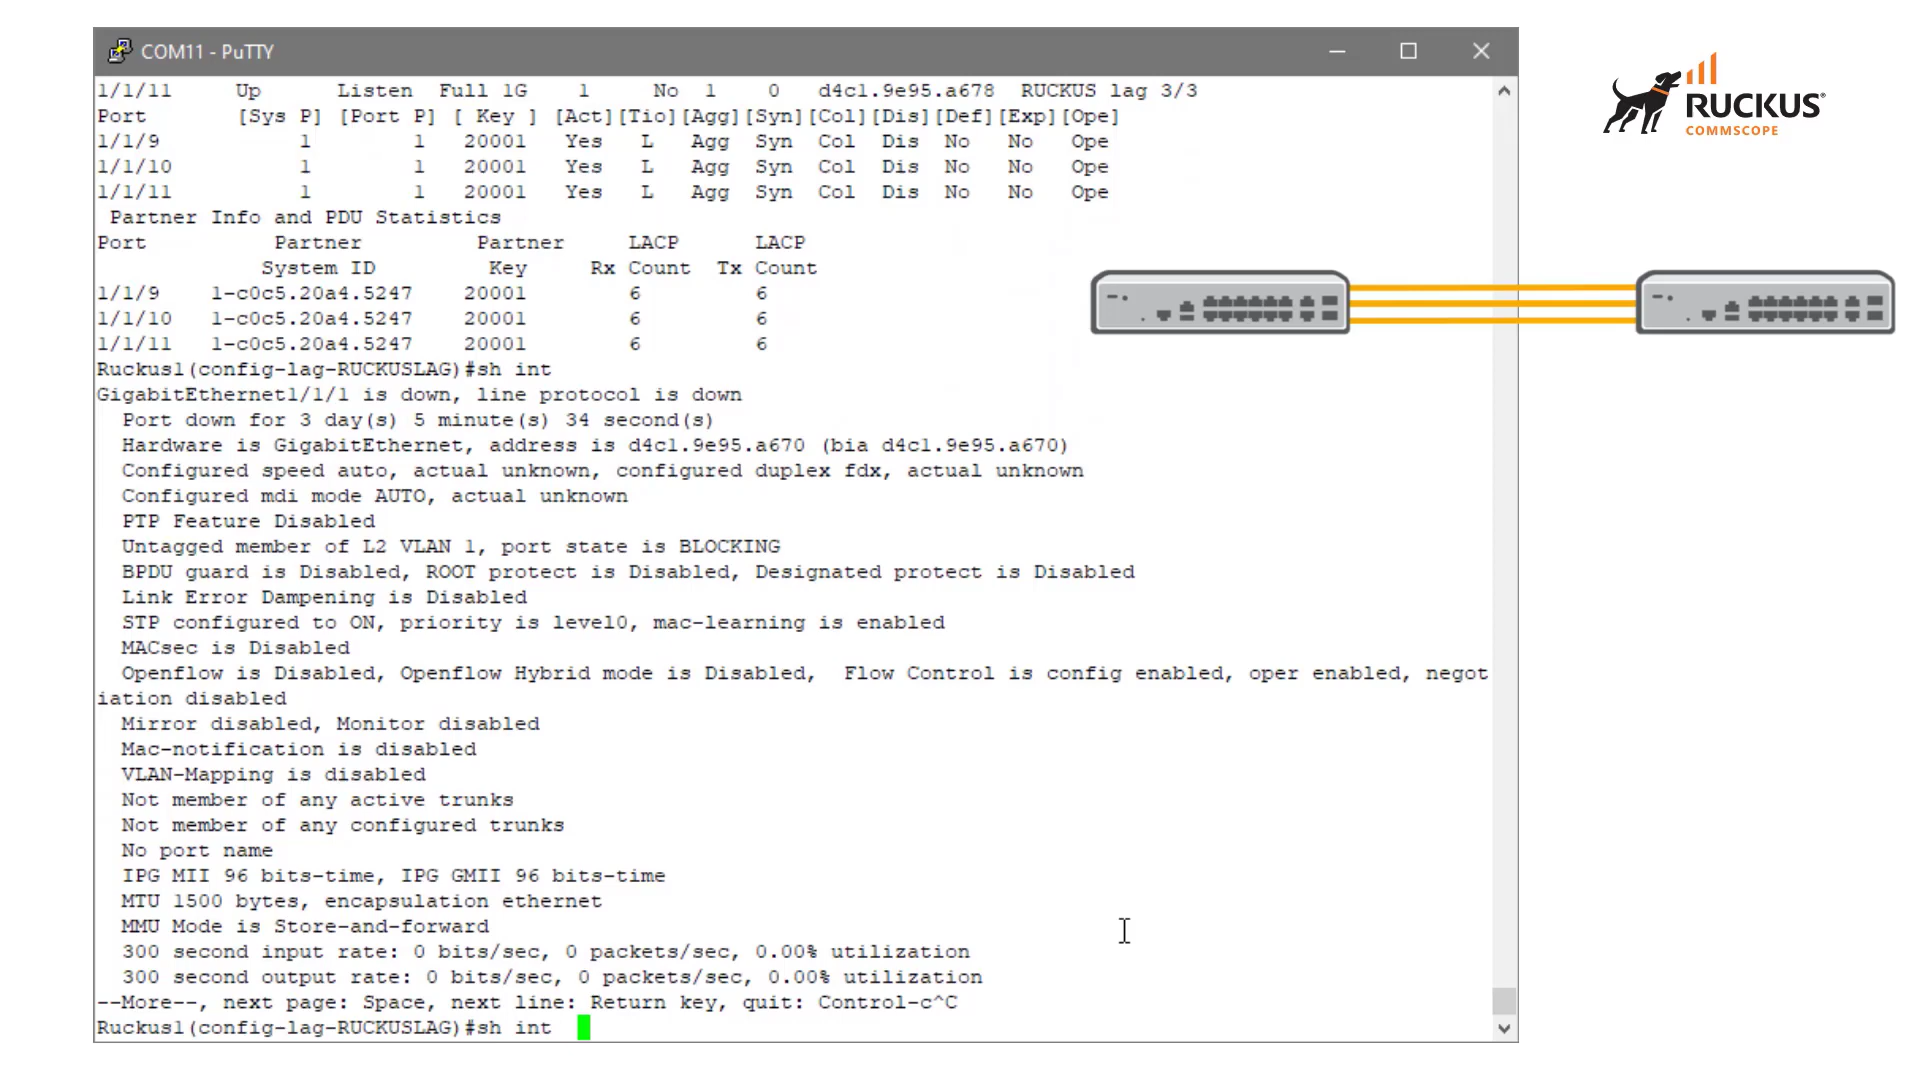 COM11 - PuTTY
1/1/11     Up      Listen  Full 1G    1     No  1    0   d4c1.9e95.a678  RUCKUS lag 3/3
Port       [Sys P] [Port P] [ Key ] [Act][Tio][Agg][Syn][Col][Dis][Def][Exp][Ope]
1/1/9           1        1   20001   Yes   L   Agg  Syn  Col  Dis  No   No   Ope
1/1/10          1        1   20001   Yes   L   Agg  Syn  Col  Dis  No   No   Ope
1/1/11          1        1   20001   Yes   L   Agg  Syn  Col  Dis  No   No   Ope
 Partner Info and PDU Statistics
Port          Partner         Partner     LACP      LACP
             System ID         Key     Rx Count  Tx Count
1/1/9    1-c0c5.20a4.5247    20001        6         6
1/1/10   1-c0c5.20a4.5247    20001        6         6
1/1/11   1-c0c5.20a4.5247    20001        6         6
Ruckus1(config-lag-RUCKUSLAG)#sh int
GigabitEthernet1/1/1 is down, line protocol is down
  Port down for 3 day(s) 5 minute(s) 34 second(s)
  Hardware is GigabitEthernet, address is d4c1.9e95.a670 (bia d4c1.9e95.a670)
  Configured speed auto, actual unknown, configured duplex fdx, actual unknown
  Configured mdi mode AUTO, actual unknown
  PTP Feature Disabled
  Untagged member of L2 VLAN 1, port state is BLOCKING
  BPDU guard is Disabled, ROOT protect is Disabled, Designated protect is Disabled
  Link Error Dampening is Disabled
  STP configured to ON, priority is level0, mac-learning is enabled
  MACsec is Disabled
  Openflow is Disabled, Openflow Hybrid mode is Disabled,  Flow Control is config enabled, oper enabled, negot
iation disabled
  Mirror disabled, Monitor disabled
  Mac-notification is disabled
  VLAN-Mapping is disabled
  Not member of any active trunks
  Not member of any configured trunks
  No port name
  IPG MII 96 bits-time, IPG GMII 96 bits-time
  MTU 1500 bytes, encapsulation ethernet
  MMU Mode is Store-and-forward
  300 second input rate: 0 bits/sec, 0 packets/sec, 0.00% utilization
  300 second output rate: 0 bits/sec, 0 packets/sec, 0.00% utilization
--More--, next page: Space, next line: Return key, quit: Control-c^C
Ruckus1(config-lag-RUCKUSLAG)#sh int
RUCKUS®
COMMSCOPE